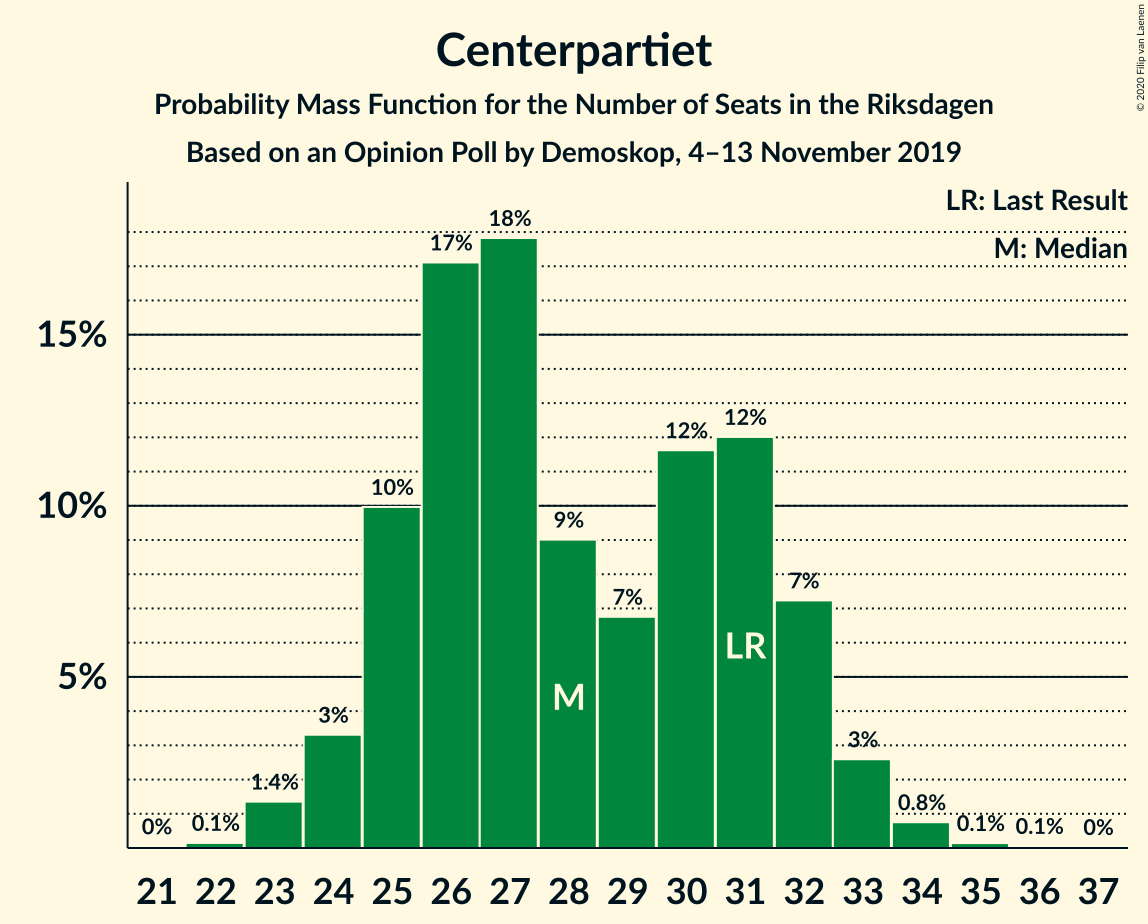 Centerpartiet
Probability Mass Function for the Number of Seats in the Riksdagen
Based on an Opinion Poll by Demoskop, 4–13 November 2019
© 2020 Filip van Laenen
LR: Last Result
M: Median
15%
10%
5%
0%
0.1%
1.4%
3%
10%
17%
18%
9%
7%
12%
12%
7%
3%
0.8%
0.1%
0.1%
0%
M
LR
21 22 23 24 25 26 27 28 29 30 31 32 33 34 35 36 37